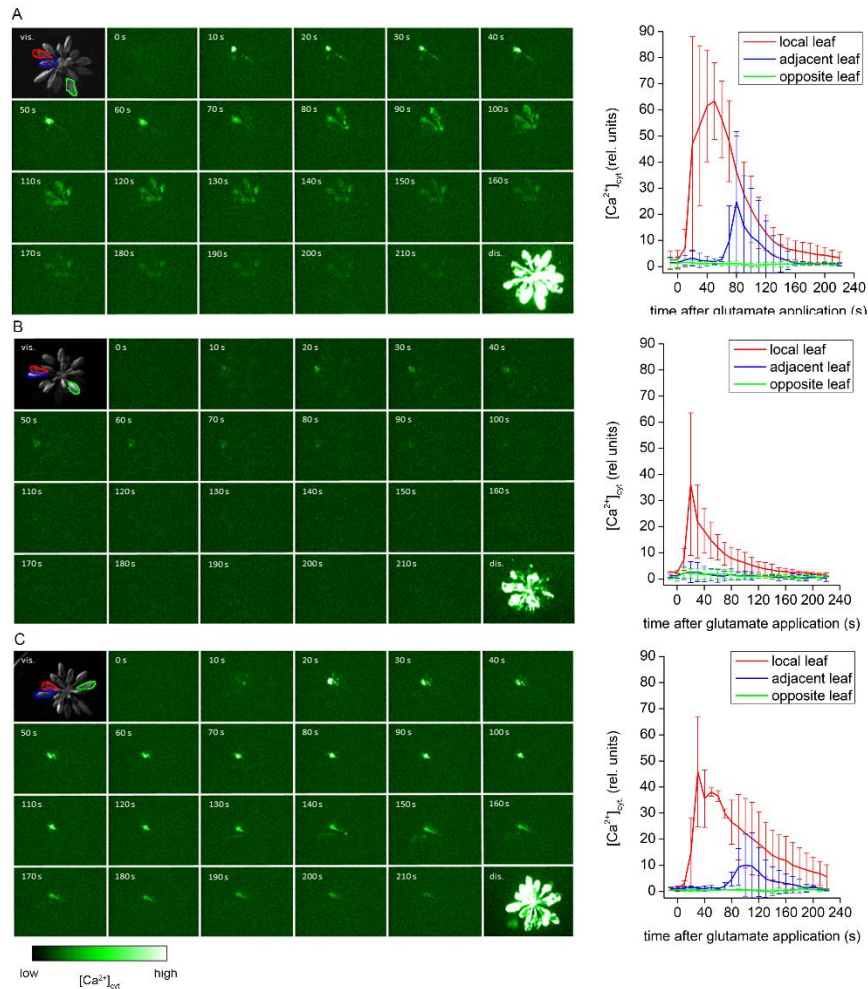 A
vis. 0 s 10 s 20 s 30 s 40 s
50 s 60 s 70 s 80 s 90 s 100 s
110 s 120 s 130 s 140 s 150 s 160 s
170 s 180 s 190 s 200 s 210 s dis.
[Ca²⁺]cyt (rel. units)
90
80
70
60
50
40
30
20
10
0
local leaf
adjacent leaf
opposite leaf
0 40 80 120 160 200 240
time after glutamate application (s)
B
vis. 0 s 10 s 20 s 30 s 40 s
50 s 60 s 70 s 80 s 90 s 100 s
110 s 120 s 130 s 140 s 150 s 160 s
170 s 180 s 190 s 200 s 210 s dis.
[Ca²⁺]cyt (rel units)
90
80
70
60
50
40
30
20
10
0
local leaf
adjacent leaf
opposite leaf
0 40 80 120 160 200 240
time after glutamate application (s)
C
vis. 0 s 10 s 20 s 30 s 40 s
50 s 60 s 70 s 80 s 90 s 100 s
110 s 120 s 130 s 140 s 150 s 160 s
170 s 180 s 190 s 200 s 210 s dis.
[Ca²⁺]cyt. (rel. units)
90
80
70
60
50
40
30
20
10
0
local leaf
adjacent leaf
opposite leaf
0 40 80 120 160 200 240
time after glutamate application (s)
low high
[Ca²⁺]cyt